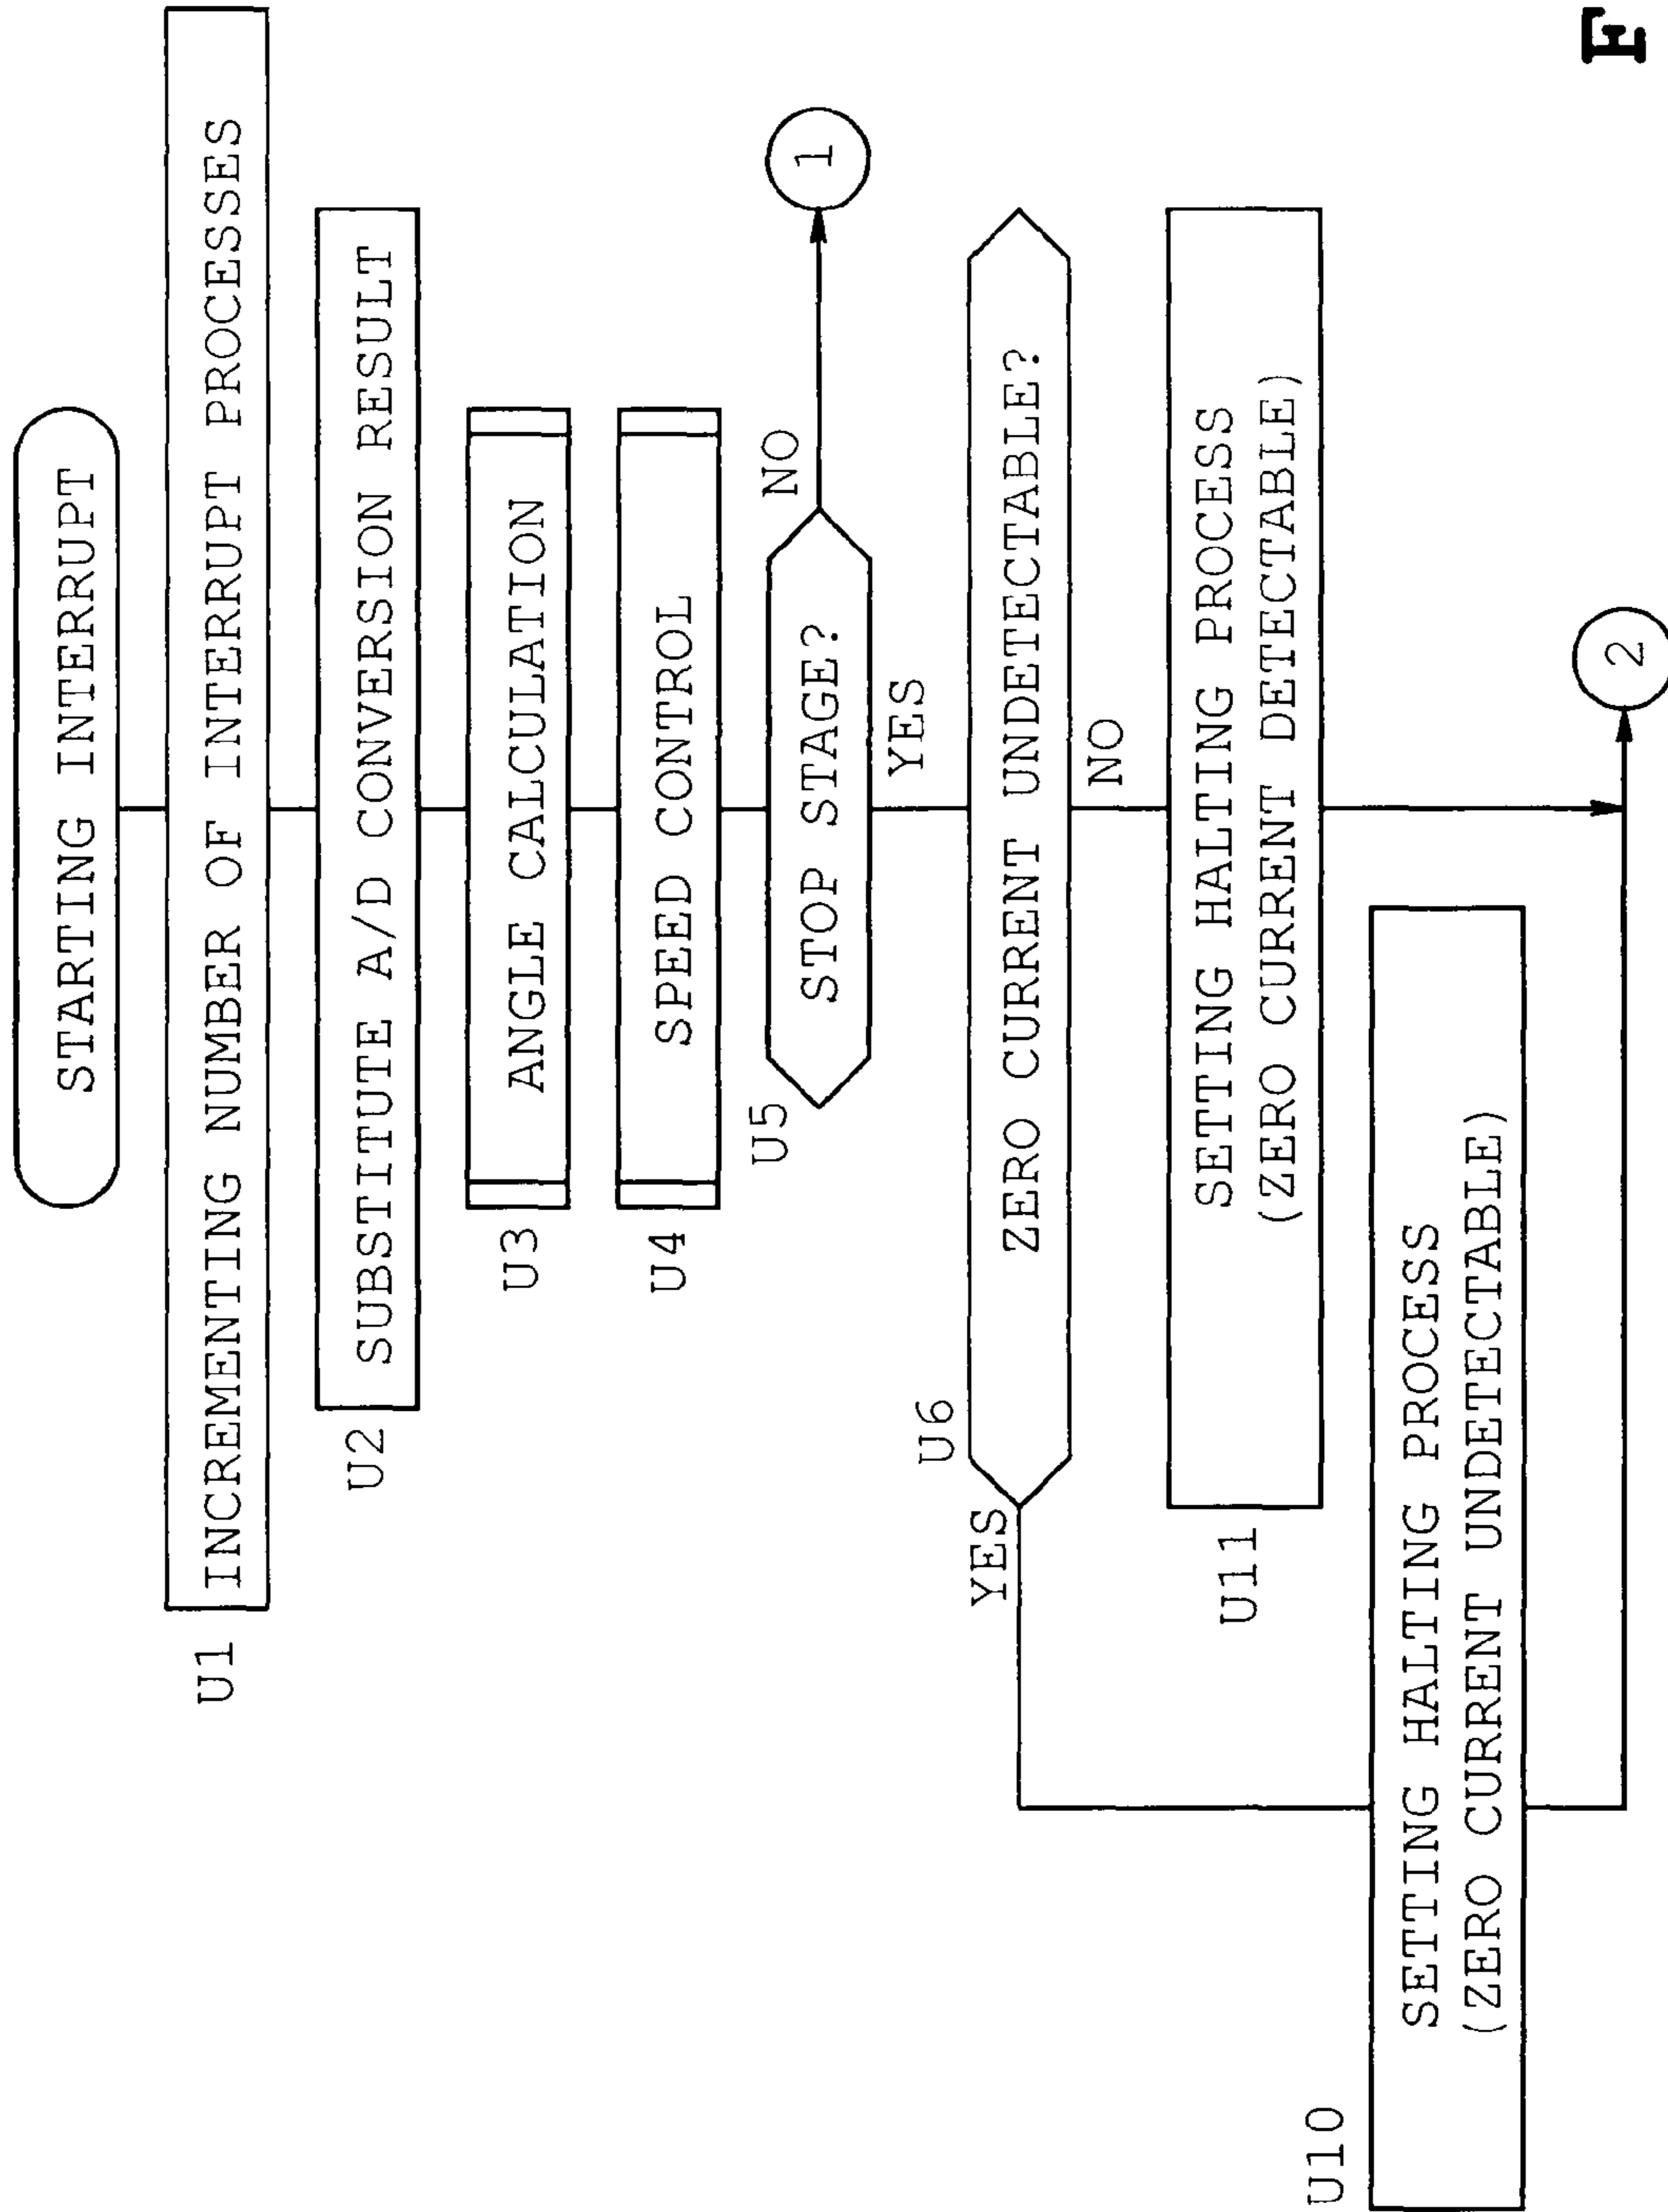 STARTING INTERRUPT
U1
INCREMENTING NUMBER OF INTERRUPT PROCESSES
U2
SUBSTITUTE A/D CONVERSION RESULT
U3
ANGLE CALCULATION
U4
SPEED CONTROL
U5
STOP STAGE?
NO
1
YES
U6
ZERO CURRENT UNDETECTABLE?
YES
NO
U11
SETTING HALTING PROCESS
(ZERO CURRENT DETECTABLE)
U10
SETTING HALTING PROCESS
(ZERO CURRENT UNDETECTABLE)
2
F